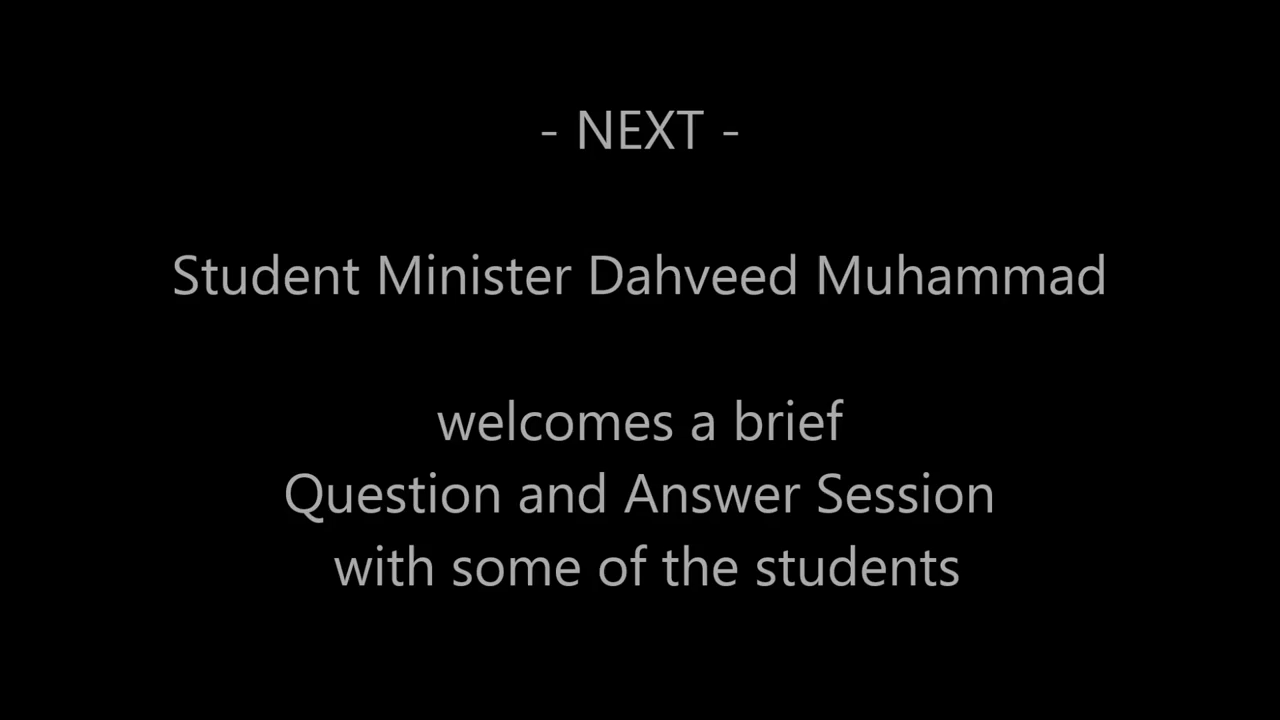 - NEXT -
Student Minister Dahveed Muhammad
welcomes a brief
Question and Answer Session
with some of the students